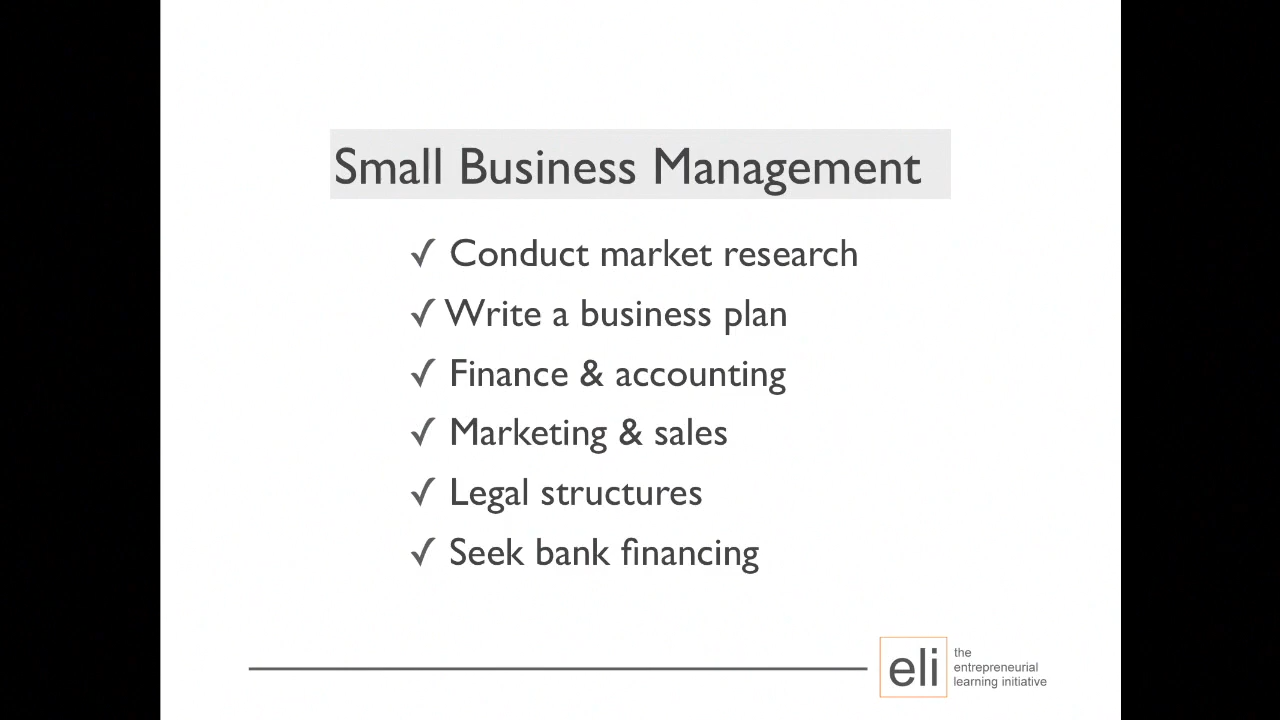 Small Business Management
✓ Conduct market research
✓ Write a business plan
✓ Finance & accounting
✓ Marketing & sales
✓ Legal structures
✓ Seek bank financing
eli
the
entrepreneurial
learning initiative